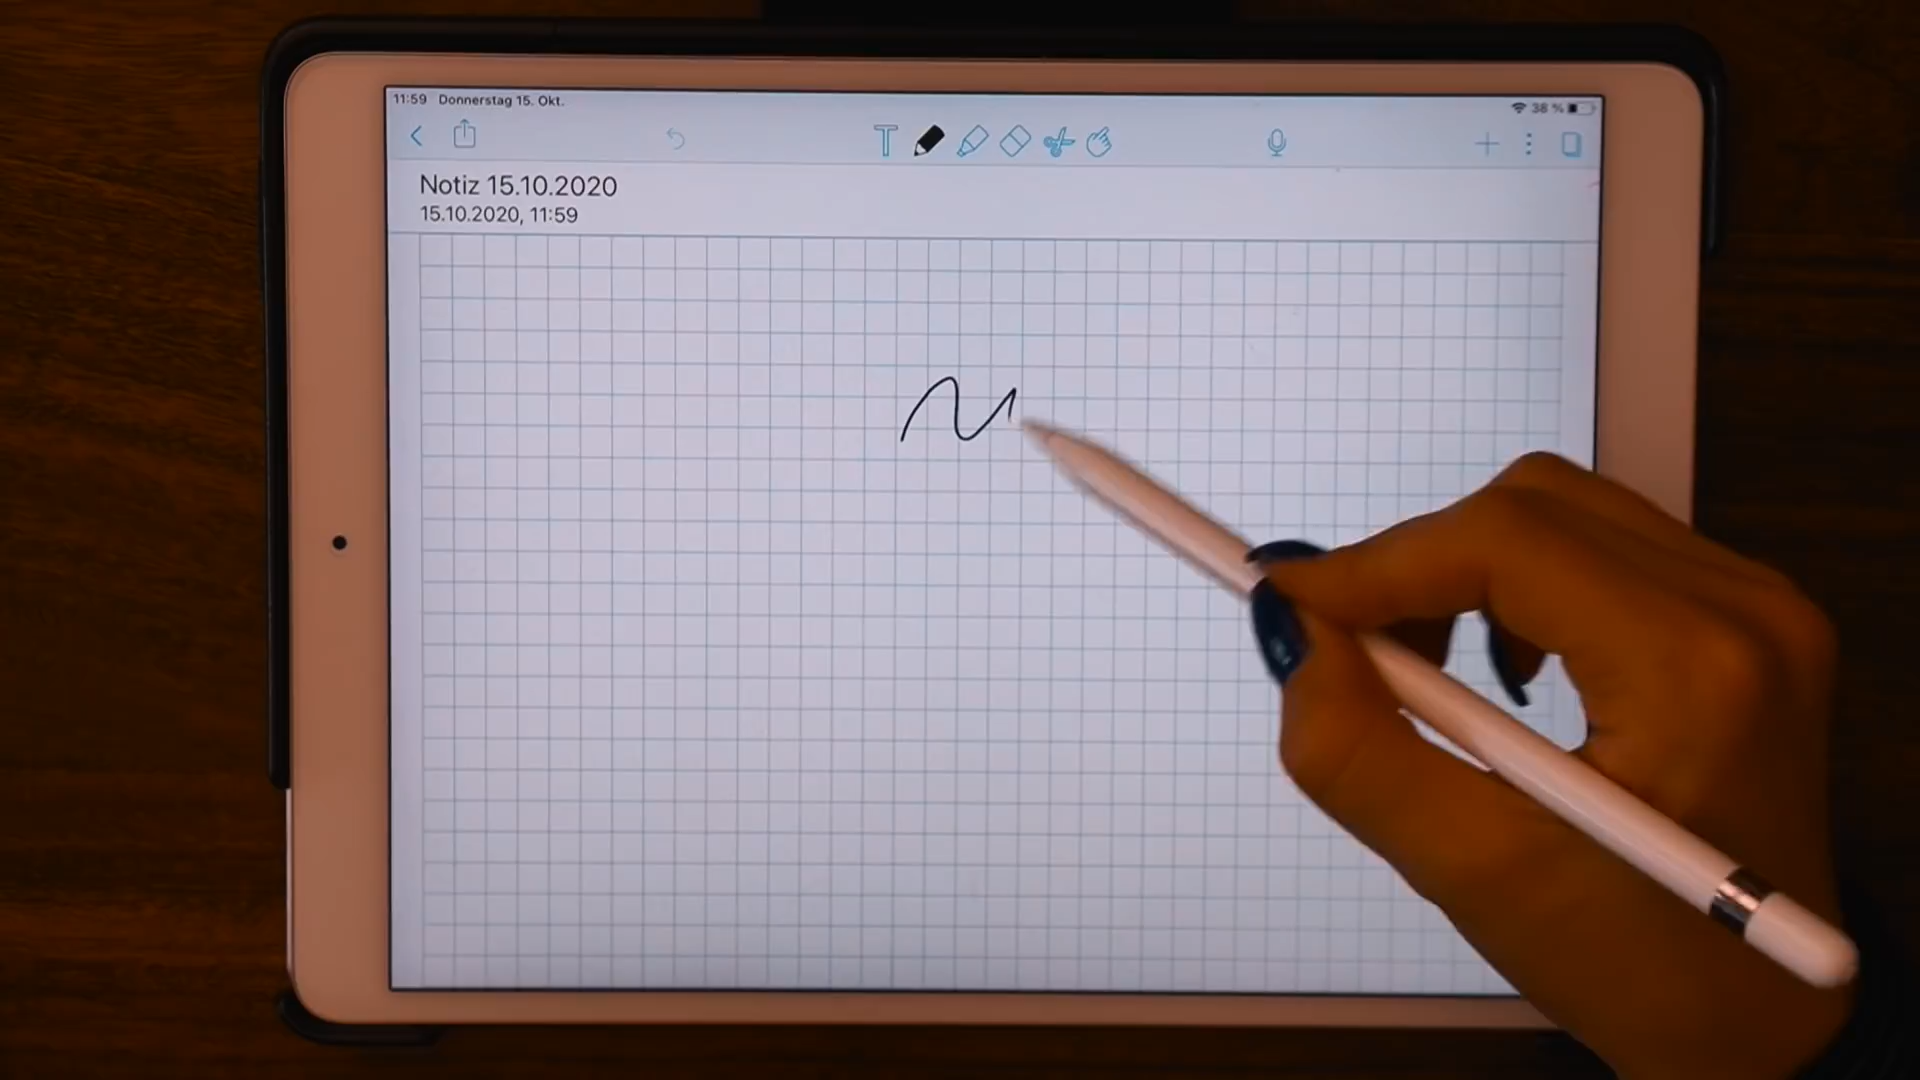 11:59 Donnerstag 15. Okt.
38 %
T
Notiz 15.10.2020
15.10.2020, 11:59